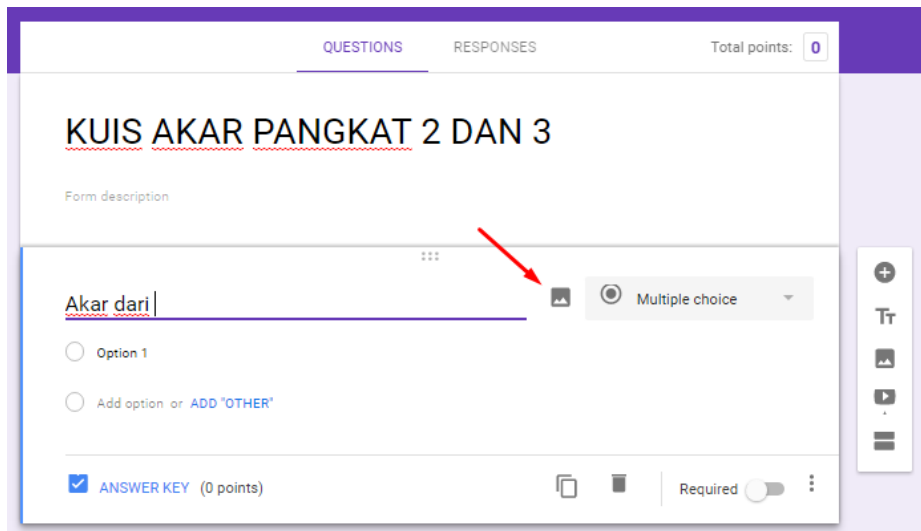 QUESTIONS RESPONSES Total points: 0
KUIS AKAR PANGKAT 2 DAN 3
Form description
Akar dari
Multiple choice
Option 1
Add option or ADD "OTHER"
ANSWER KEY (0 points) Required
Tт